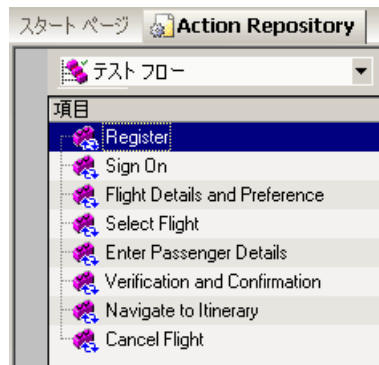 スタート ページ Action Repository
テスト フロー
項目
Register
Sign On
Flight Details and Preference
Select Flight
Enter Passenger Details
Verification and Confirmation
Navigate to Itinerary
Cancel Flight